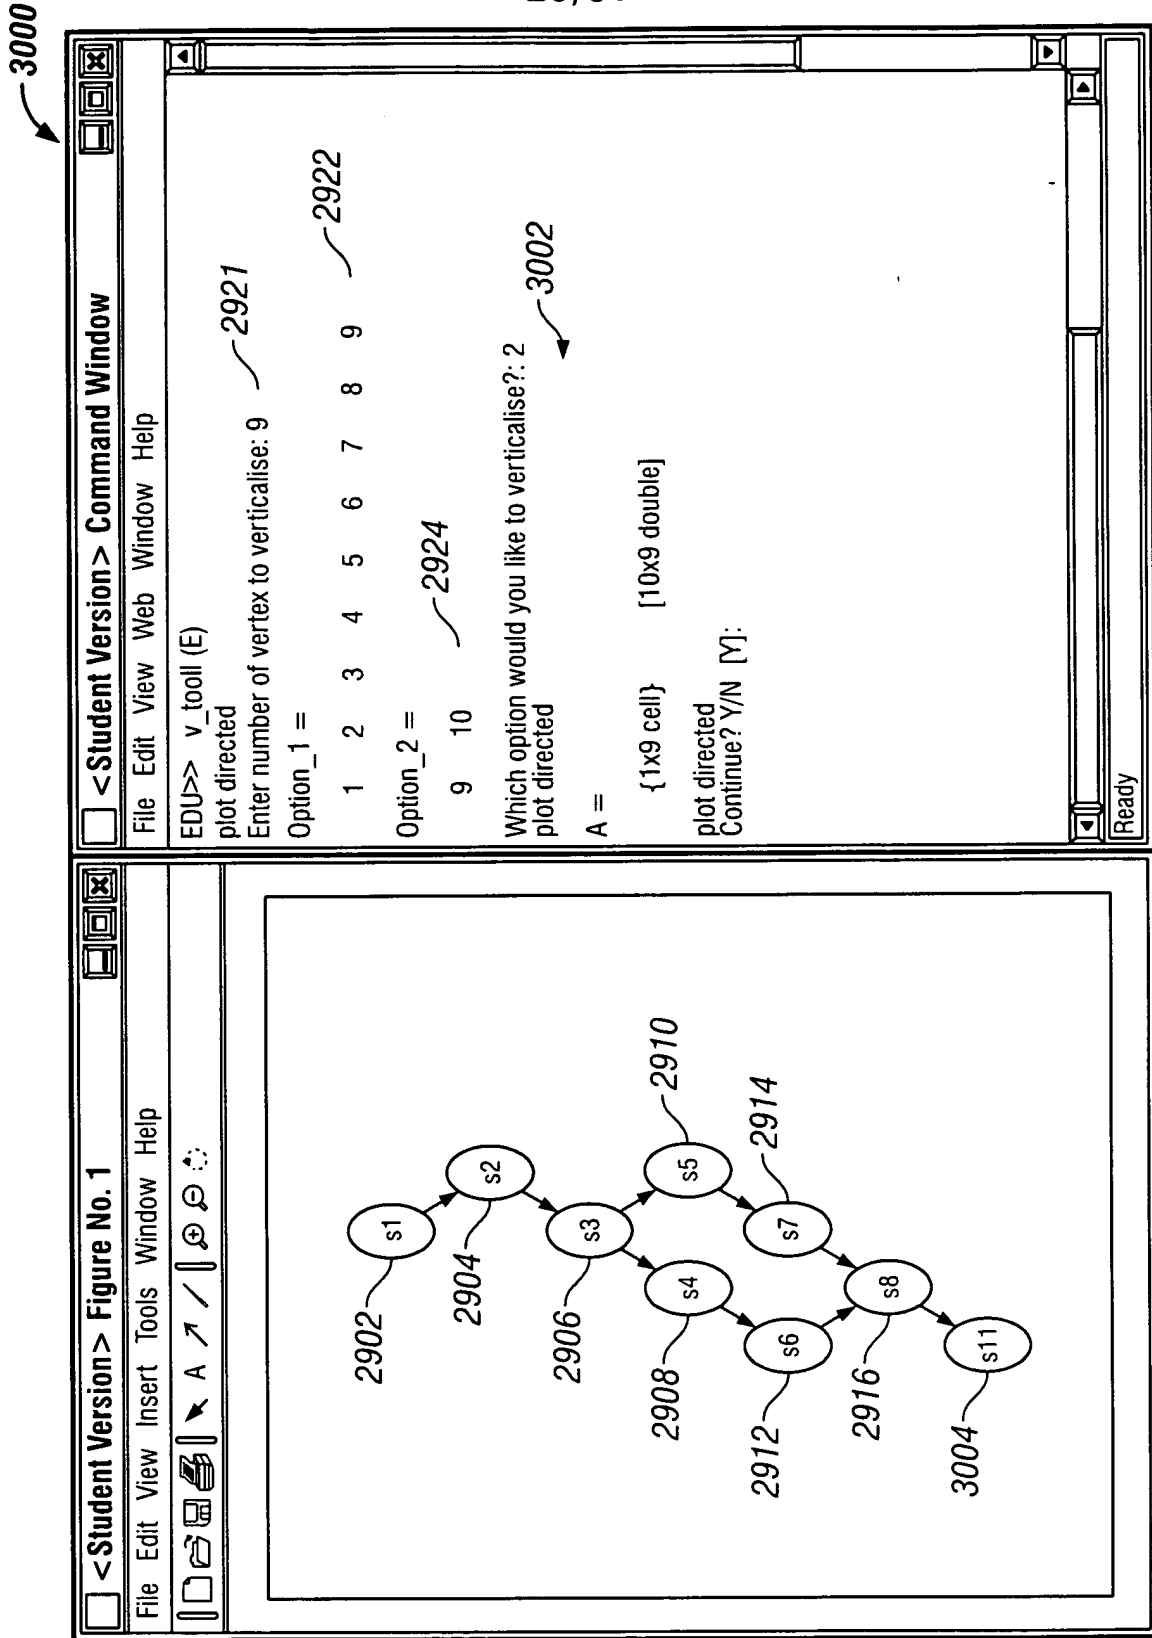 3000
<Student Version> Figure No. 1
File Edit View Insert Tools Window Help
A
s1
s2
s3
s4
s5
s6
s7
s8
s11
2902
2904
2906
2908
2910
2912
2914
2916
3004
<Student Version> Command Window
File Edit View Web Window Help
EDU>> v_tooll (E)
plot directed
Enter number of vertex to verticalise: 9
2921
Option_1 =
1 2 3 4 5 6 7 8 9
2922
Option_2 =
9 10
2924
Which option would you like to verticalise?: 2
plot directed
3002
A =
{1x9 cell} [10x9 double]
plot directed
Continue? Y/N [Y]:
Ready